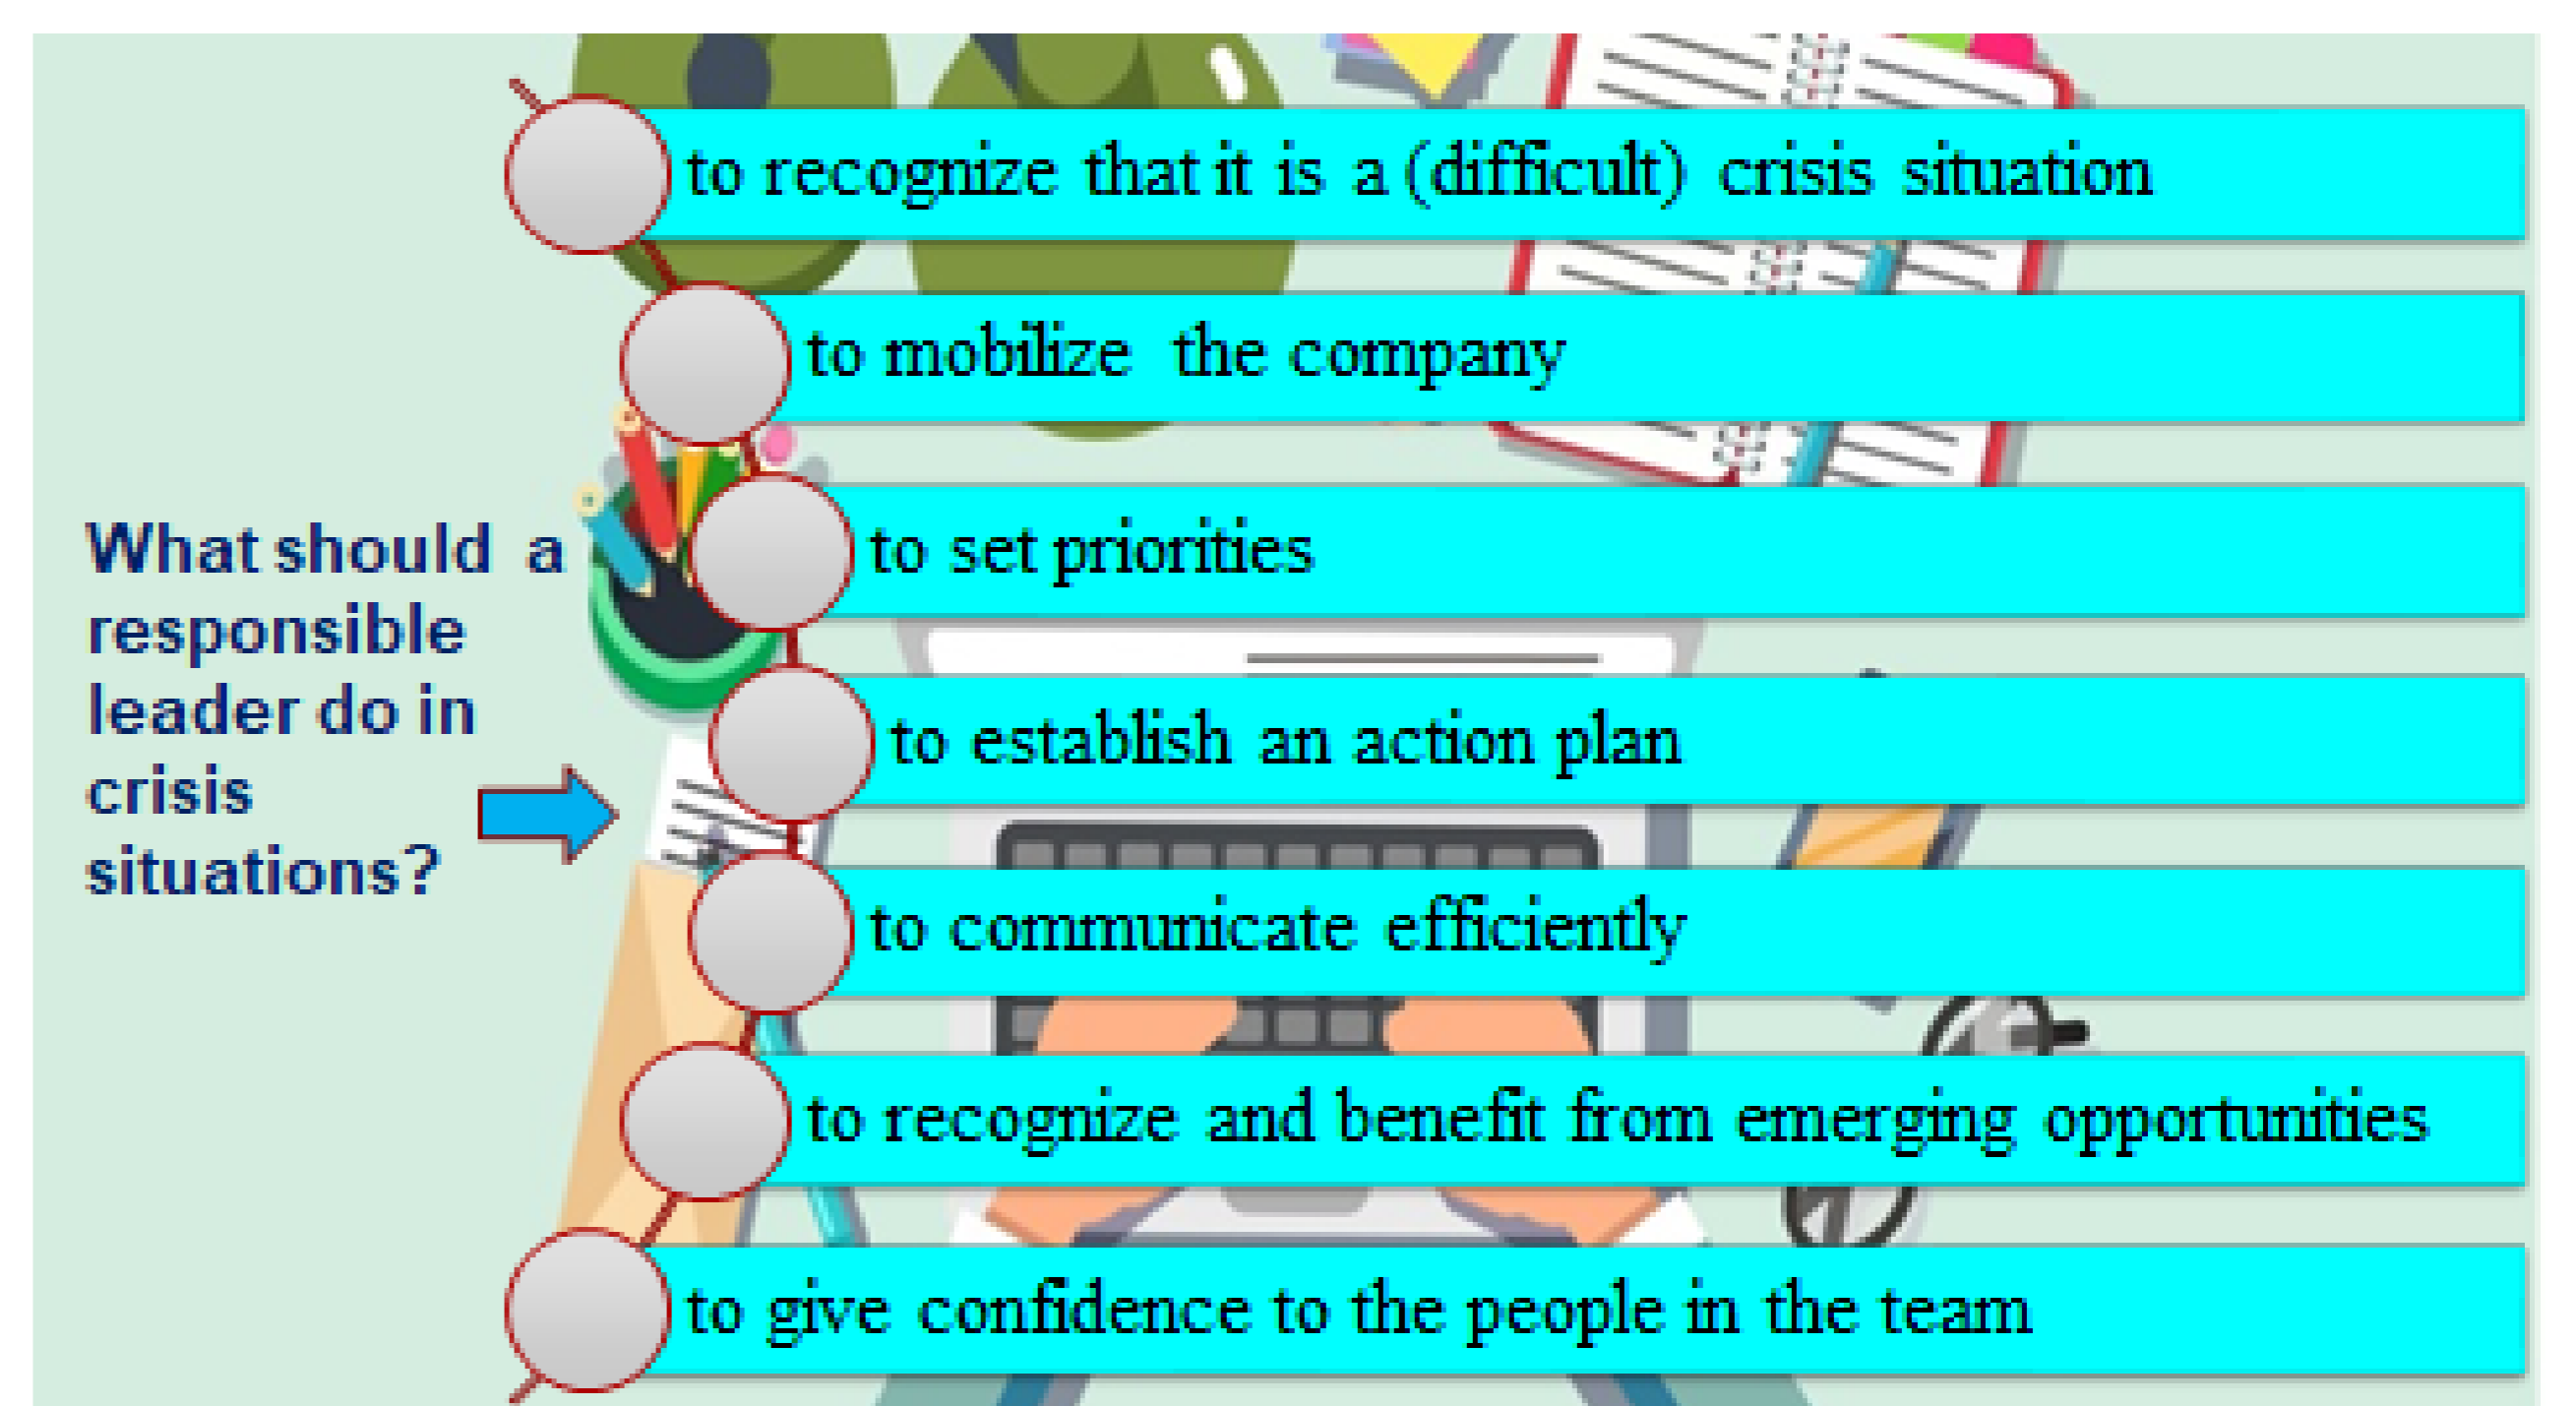 What should a
responsible
leader do in
crisis
situations?
to recognize that it is a (difficult) crisis situation
to mobilize the company
to set priorities
to establish an action plan
to communicate efficiently
to recognize and benefit from emerging opportunities
to give confidence to the people in the team